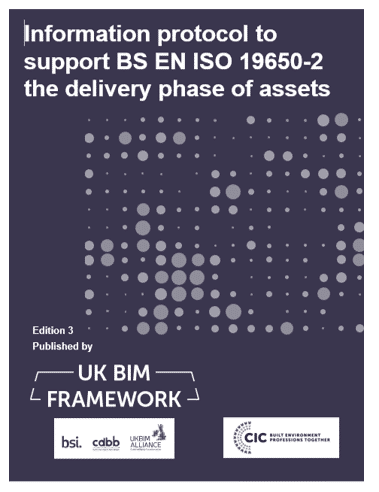 Information protocol to
support BS EN ISO 19650-2
the delivery phase of assets
Edition 3
Published by
UK BIM
FRAMEWORK
bsi.
cdbb
UKBIM
ALLIANCE
CIC
BUILT ENVIRONMENT
PROFESSIONS TOGETHER